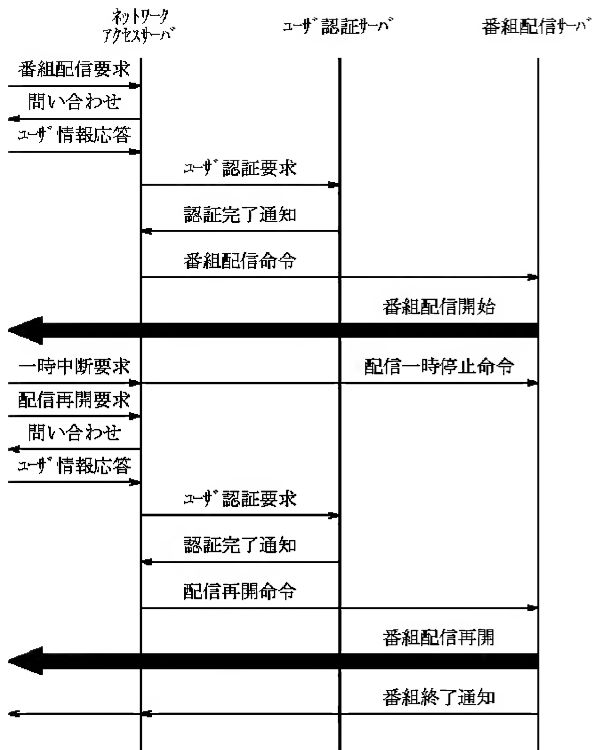 ﾈｯﾄﾜｰｸ
ｱｸｾｽｻｰﾊﾞ
ﾕｰｻﾞ認証ｻｰﾊﾞ
番組配信ｻｰﾊﾞ
番組配信要求
問い合わせ
ﾕｰｻﾞ情報応答
ﾕｰｻﾞ認証要求
認証完了通知
番組配信命令
番組配信開始
一時中断要求
配信一時停止命令
配信再開要求
問い合わせ
ﾕｰｻﾞ情報応答
ﾕｰｻﾞ認証要求
認証完了通知
配信再開命令
番組配信再開
番組終了通知